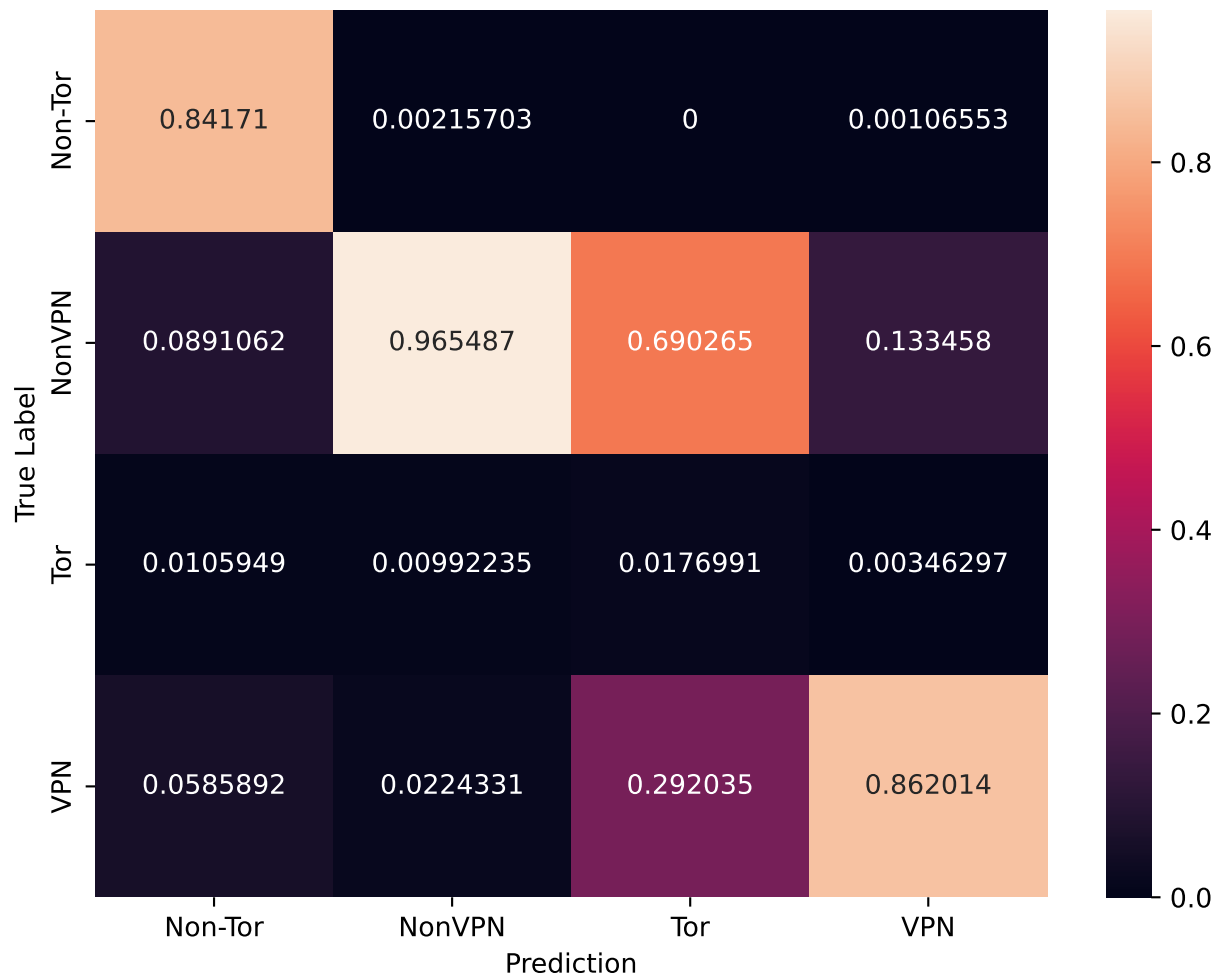 Non-Tor 0.84171 0.00215703 0 0.00106553
NonVPN 0.0891062 0.965487 0.690265 0.133458
Tor 0.0105949 0.00992235 0.0176991 0.00346297
VPN 0.0585892 0.0224331 0.292035 0.862014
True Label
Non-Tor NonVPN Tor VPN
Prediction
0.8
0.6
0.4
0.2
0.0